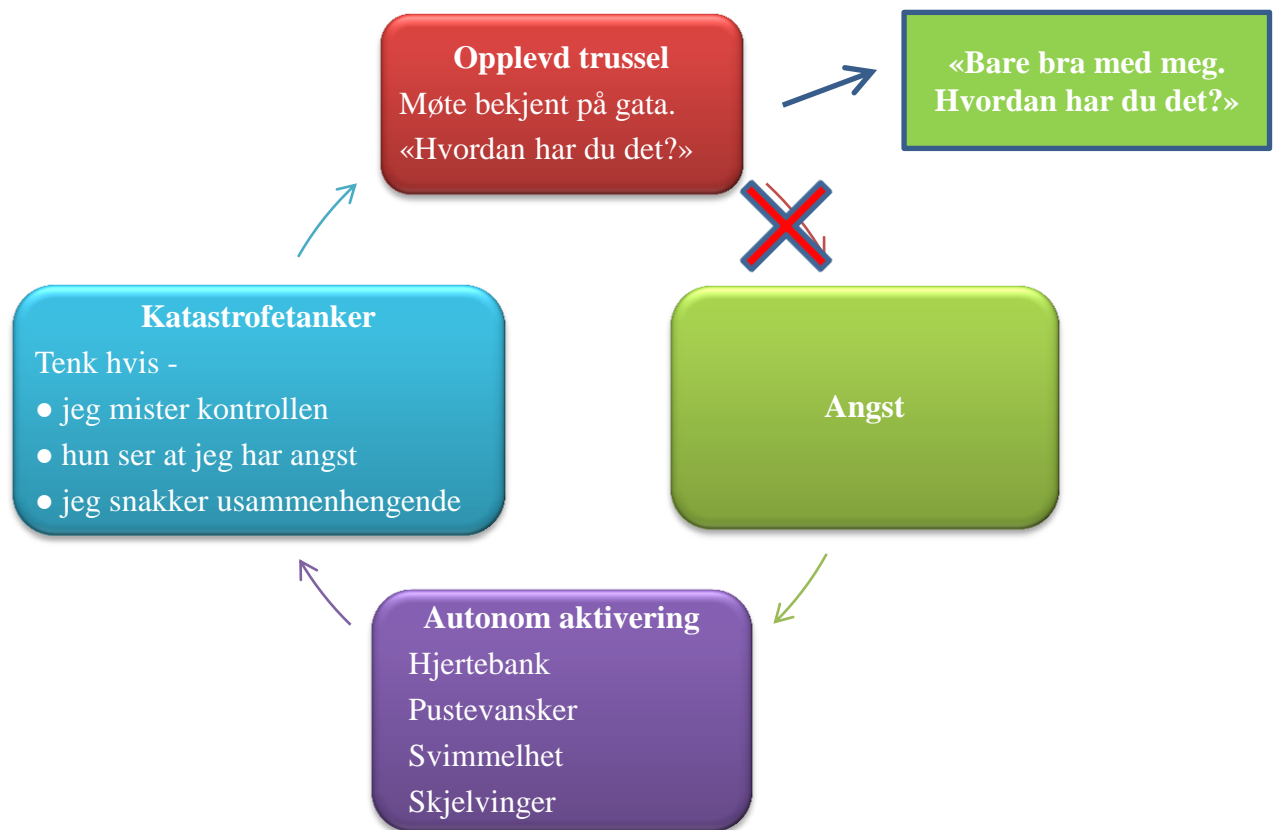 Opplevd trussel
Møte bekjent på gata.
«Hvordan har du det?»
«Bare bra med meg.
Hvordan har du det?»
Katastrofetanker
Tenk hvis -
● jeg mister kontrollen
● hun ser at jeg har angst
● jeg snakker usammenhengende
Angst
Autonom aktivering
Hjertebank
Pustevansker
Svimmelhet
Skjelvinger